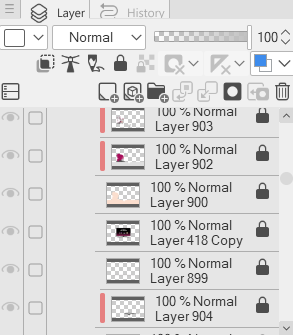 Layer History
Normal 100
100 % Normal
Layer 903
100 % Normal
Layer 902
100 % Normal
Layer 900
100 % Normal
Layer 418 Copy
100 % Normal
Layer 899
100 % Normal
Layer 904